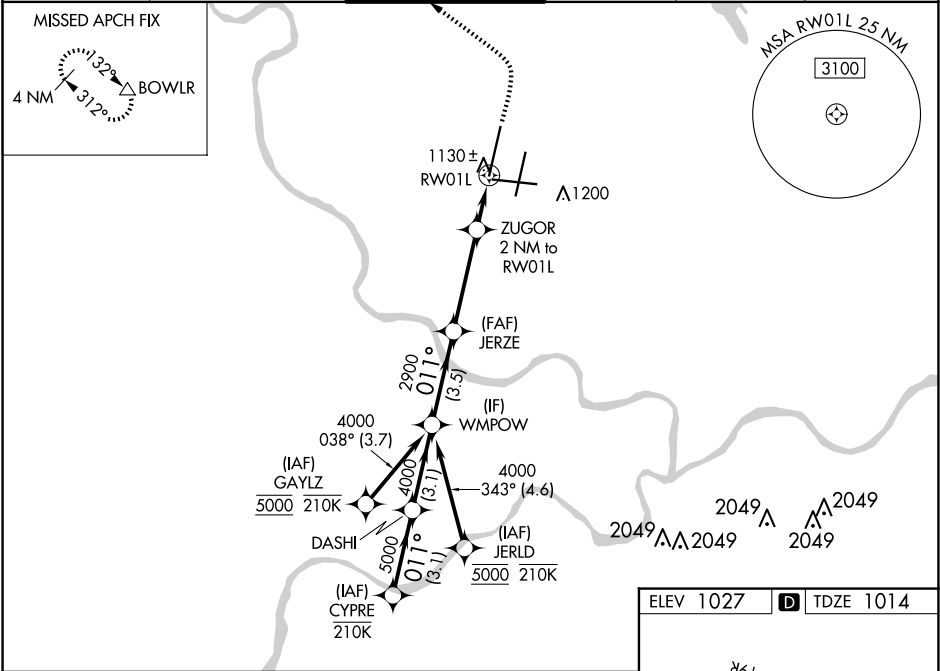 MISSED APCH FIX
132°
BOWLR
4 NM
312°
MSA RW01L 25 NM
3100
1130 ±
RW01L
1200
ZUGOR
2 NM to
RW01L
(FAF)
JERZE
2900
011°
(3.5)
(IF)
WMPOW
4000
038° (3.7)
(IAF)
GAYLZ
5000 210K
4000
(3.1)
4000
343° (4.6)
DASHI
(IAF)
JERLD
5000 210K
5000
011°
(3.1)
(IAF)
CYPRE
210K
2049
2049
2049
2049
2049
ELEV 1027
D
TDZE 1014
19R